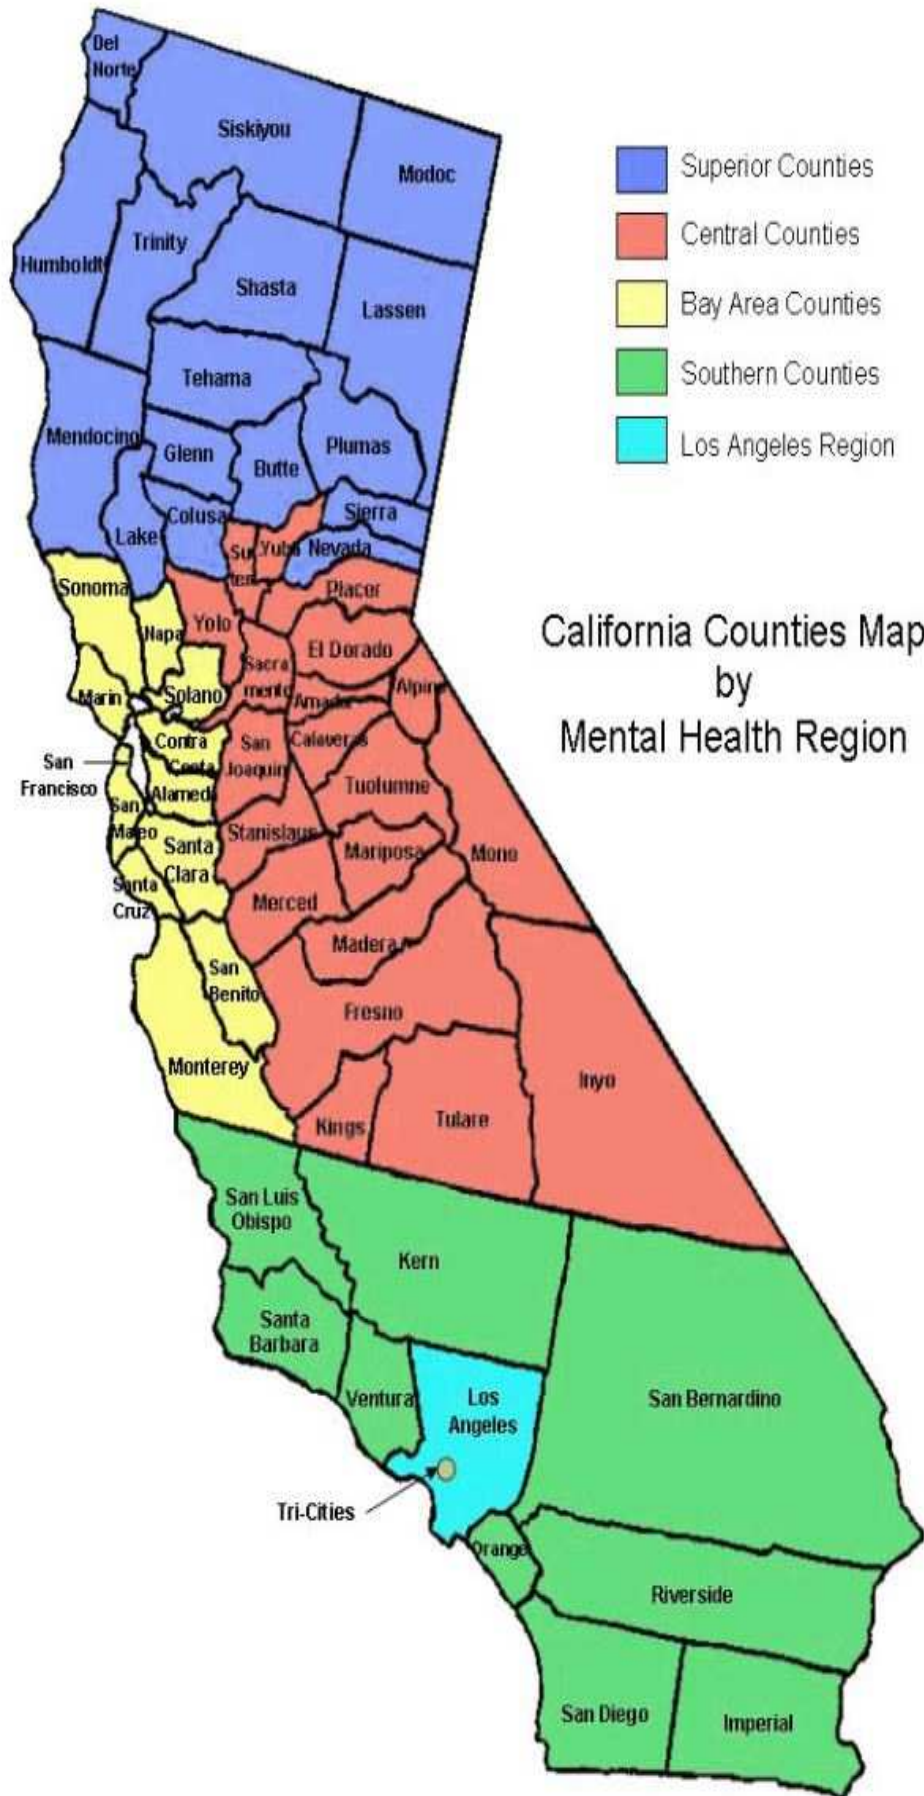 Del
Norte
Siskiyou
Modoc
Humboldt
Trinity
Shasta
Lassen
Tehama
Mendocino
Glenn
Butte
Plumas
Lake
Colusa
Sierra
Nevada
Su
tter
Yuba
Placer
Sonoma
Napa
Yolo
El Dorado
Marin
Solano
Sacra
mento
Amador
Alpine
Contra
Costa
San
Joaquin
Calaveras
San
Francisco
Alameda
Tuolumne
San
Mateo
Santa
Clara
Stanislaus
Mariposa
Mono
Santa
Cruz
Merced
Madera
San
Benito
Fresno
Monterey
Kings
Tulare
Inyo
San Luis
Obispo
Kern
Santa
Barbara
Ventura
Los
Angeles
San Bernardino
Tri-Cities
Orange
Riverside
San Diego
Imperial
Superior Counties
Central Counties
Bay Area Counties
Southern Counties
Los Angeles Region
California Counties Map
by
Mental Health Region